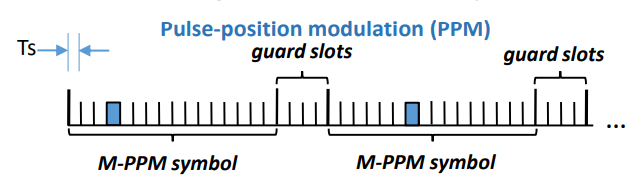 Pulse-position modulation (PPM)
Ts
guard slots
guard slots
...
M-PPM symbol
M-PPM symbol